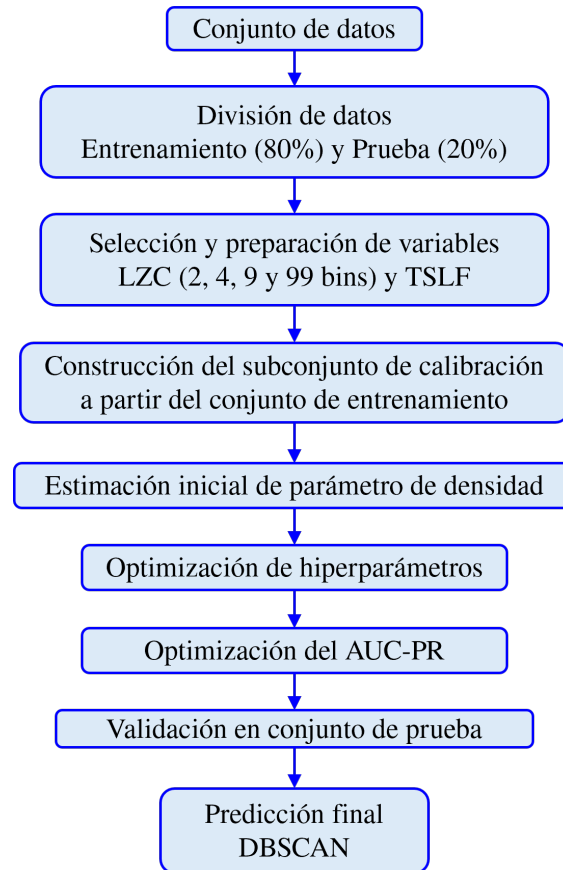 Conjunto de datos
División de datos
Entrenamiento (80%) y Prueba (20%)
Selección y preparación de variables
LZC (2, 4, 9 y 99 bins) y TSLF
Construcción del subconjunto de calibración
a partir del conjunto de entrenamiento
Estimación inicial de parámetro de densidad
Optimización de hiperparámetros
Optimización del AUC-PR
Validación en conjunto de prueba
Predicción final
DBSCAN